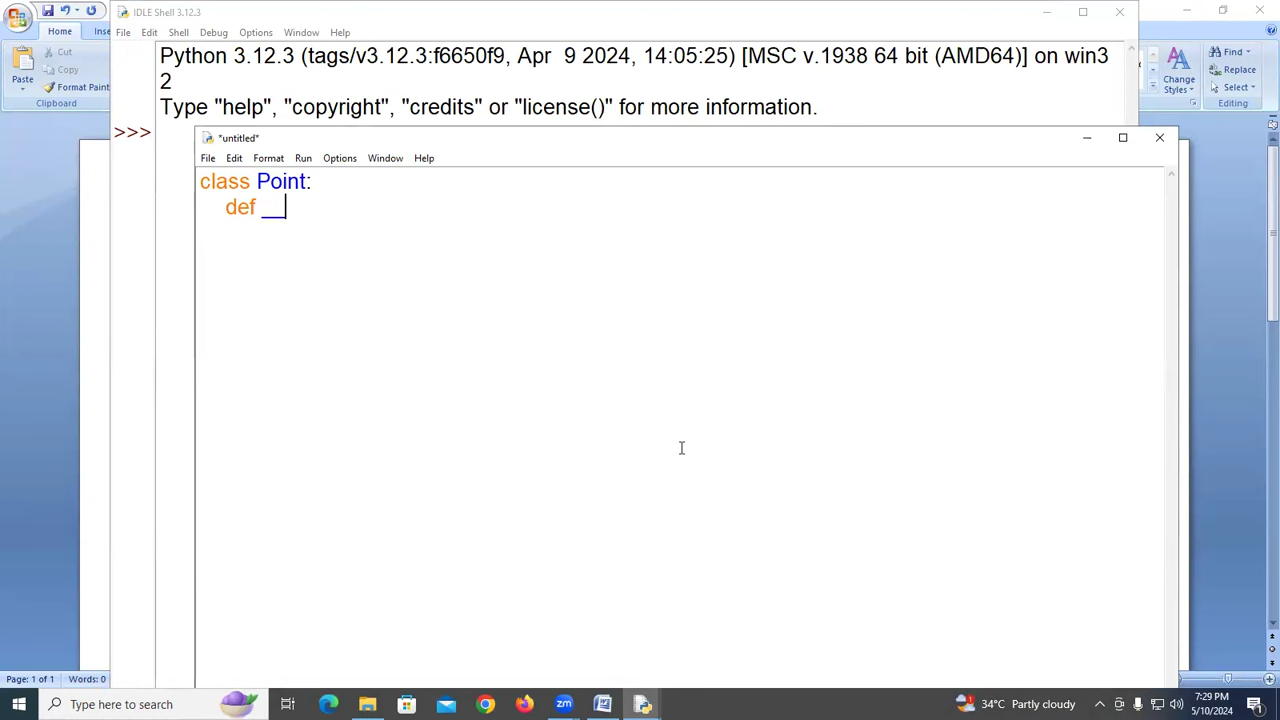 IDLE Shell 3.12.3
Home Inse
File Edit Shell Debug Options Window Help
Cut
Copy
Format Paint
Paste
Clipboard
Python 3.12.3 (tags/v3.12.3:f6650f9, Apr 9 2024, 14:05:25) [MSC v.1938 64 bit (AMD64)] on win3
2
Type "help", "copyright", "credits" or "license()" for more information.
>>>
Find
Replace
Select
Change
Styles
Editing
*untitled*
File Edit Format Run Options Window Help
class Point:
def __
Page: 1 of 1 Words: 0
Type here to search
34°C Partly cloudy
7:29 PM
5/10/2024